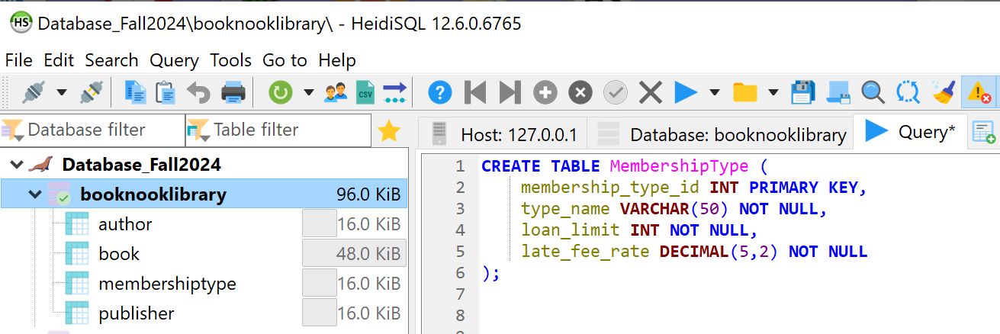 HS Database_Fall2024\booknooklibrary\ - HeidiSQL 12.6.0.6765
File Edit Search Query Tools Go to Help
CSV
Database filter Table filter Host: 127.0.0.1 Database: booknooklibrary Query*
Database_Fall2024
booknooklibrary 96.0 KiB
author 16.0 KiB
book 48.0 KiB
membershiptype 16.0 KiB
publisher 16.0 KiB
1 CREATE TABLE MembershipType (
2 membership_type_id INT PRIMARY KEY,
3 type_name VARCHAR(50) NOT NULL,
4 loan_limit INT NOT NULL,
5 late_fee_rate DECIMAL(5,2) NOT NULL
6 );
7
8